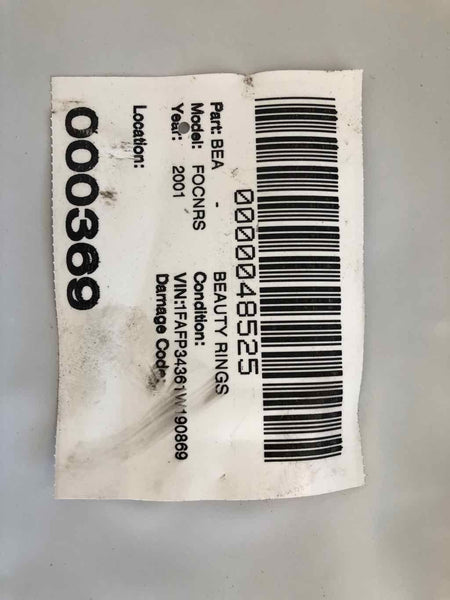 0000048525
Part: BEA - BEAUTY RINGS
Model: FOCNRS Condition:
Year: 2001 VIN:1FAFP34361W190869
Damage Code:
Location:
000369